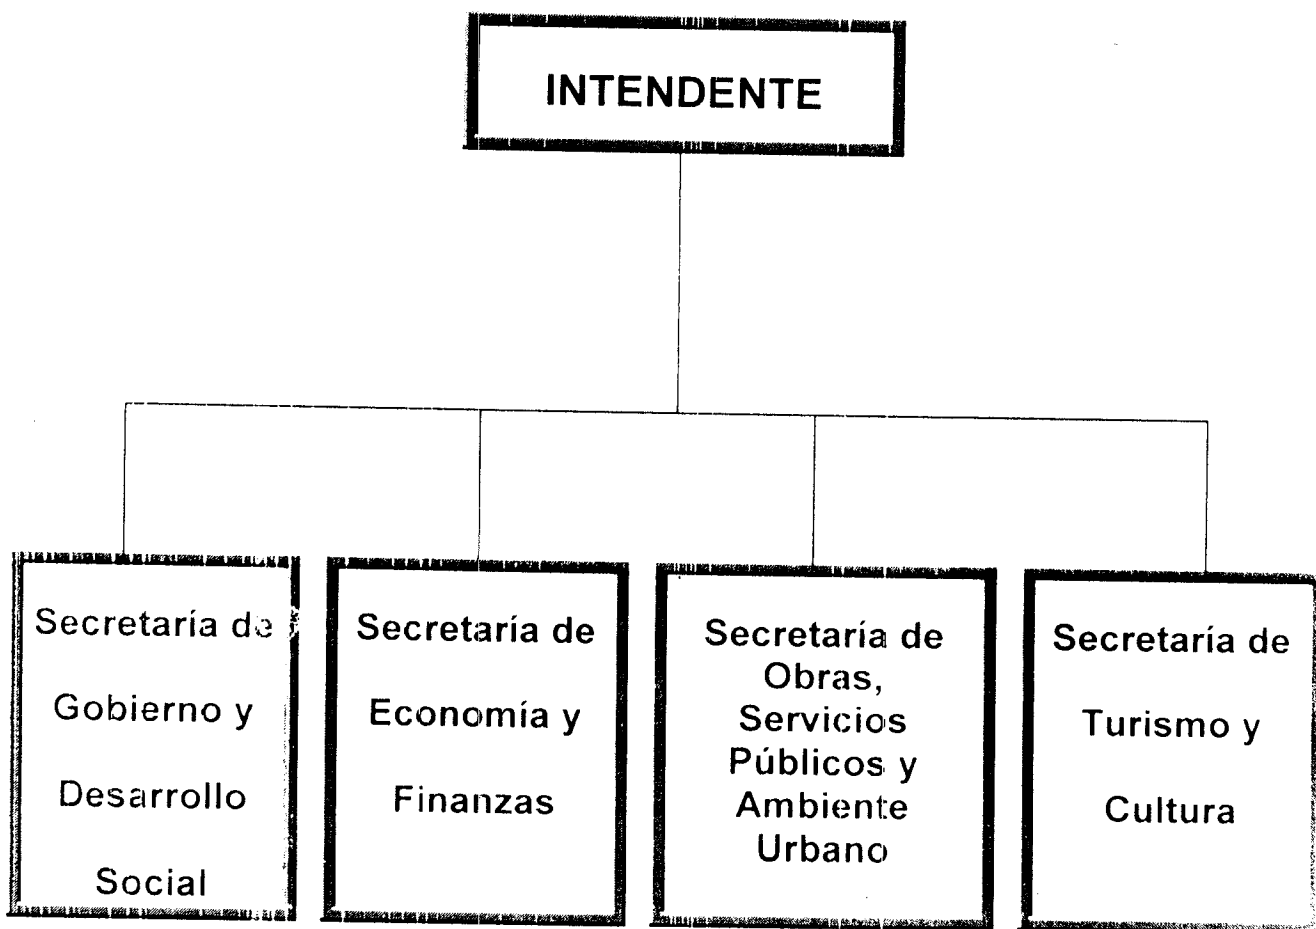 INTENDENTE
Secretaría de
Gobierno y
Desarrollo
Social
Secretaría de
Economía y
Finanzas
Secretaría de
Obras,
Servicios
Públicos y
Ambiente
Urbano
Secretaría de
Turismo y
Cultura